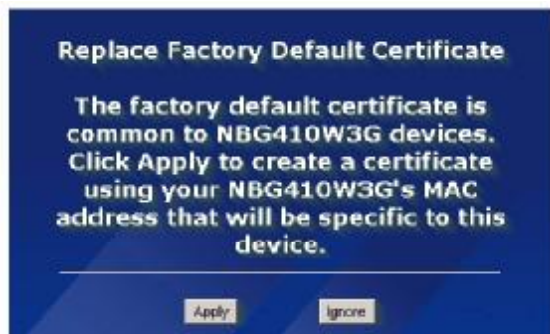 Replace Factory Default Certificate
The factory default certificate is
common to NBG410W3G devices.
Click Apply to create a certificate
using your NBG410W3G's MAC
address that will be specific to this
device.
Apply
Ignore